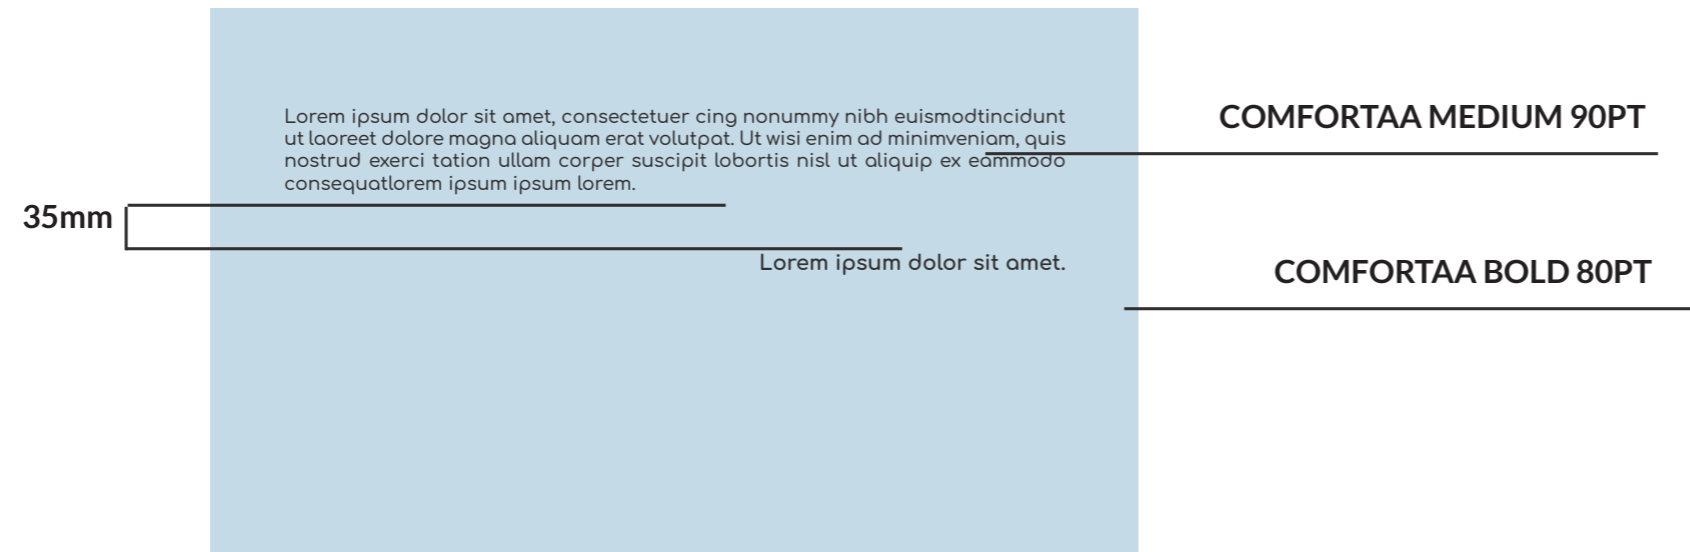 Lorem ipsum dolor sit amet, consectetuer cing nonummy nibh euismodtincidunt
ut laoreet dolore magna aliquam erat volutpat. Ut wisi enim ad minimveniam, quis
nostrud exerci tation ullam corper suscipit lobortis nisl ut aliquip ex eammodo
consequatlorem ipsum ipsum lorem.
COMFORTAA MEDIUM 90PT
35mm
Lorem ipsum dolor sit amet.
COMFORTAA BOLD 80PT